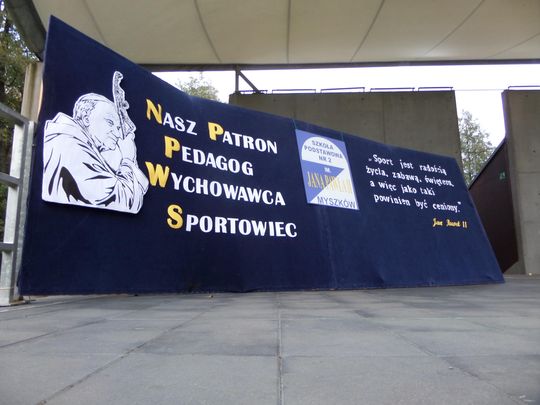 Nasz Patron
Pedagog
Wychowawca
Sportowiec
SZKOŁA
PODSTAWOWA
NR 2
IM.
JANA PAWŁA II
MYSZKÓW
„Sport jest radością
życia, zabawą, świętem,
a więc jako taki
powinien być ceniony."
Jan Paweł II